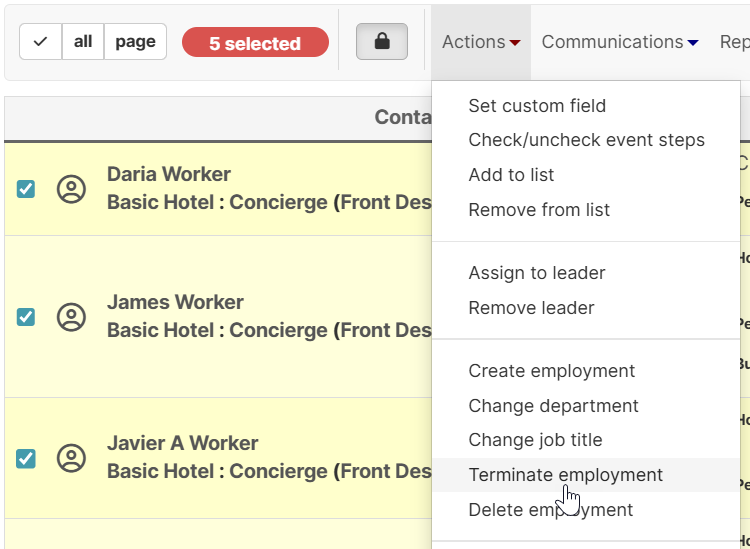 all page 5 selected Actions Communications Rep
Conta
Set custom field
Check/uncheck event steps
Add to list
Remove from list
Assign to leader
Remove leader
Create employment
Change department
Change job title
Terminate employment
Delete employment
Daria Worker
Basic Hotel : Concierge (Front Des
James Worker
Basic Hotel : Concierge (Front Des
Javier A Worker
Basic Hotel : Concierge (Front Des